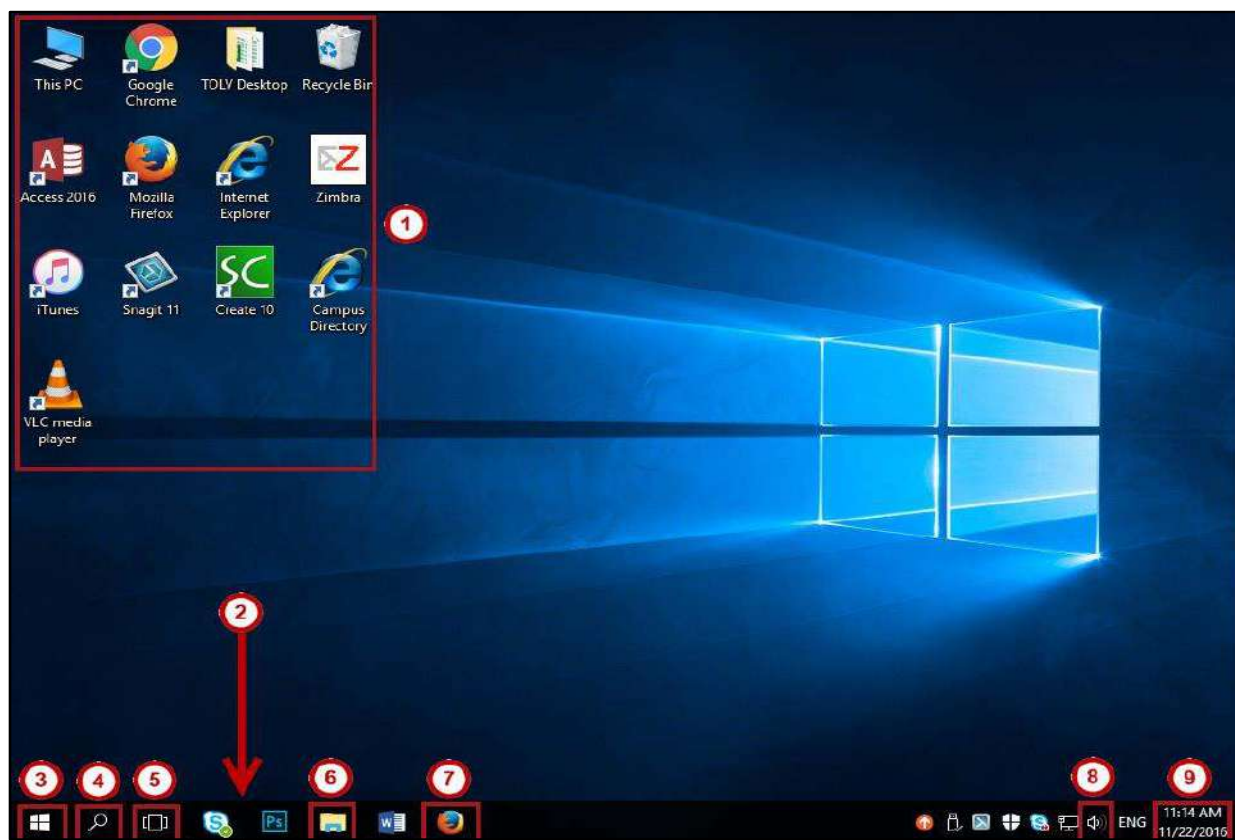 This PC
Google
Chrome
TOLV Desktop
Recycle Bin
A
Access 2016
Mozilla
Firefox
Internet
Explorer
Z
Zimbra
iTunes
Snagit 11
SC
Create 10
Campus
Directory
VLC media
player
1
2
3
4
5
6
7
8
9
S
Ps
W
S
ENG
11:14 AM
11/22/2016